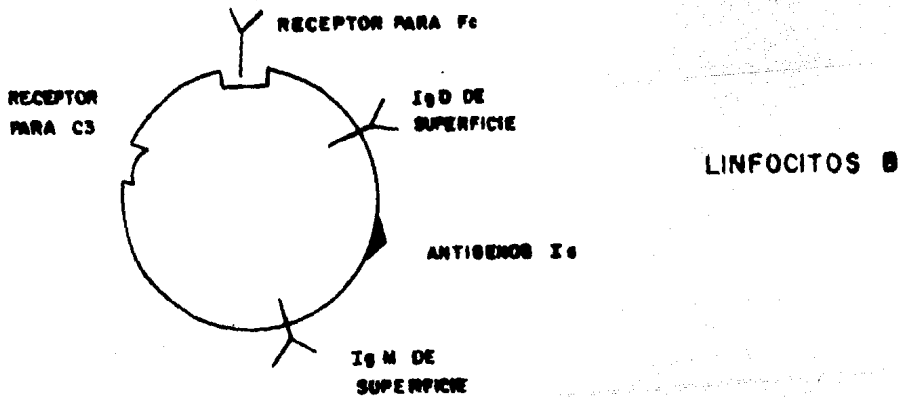 RECEPTOR PARA Fc
RECEPTOR
PARA C3
IgD DE
SUPERFICIE
LINFOCITOS B
ANTIGENOS Ia
IgM DE
SUPERFICIE